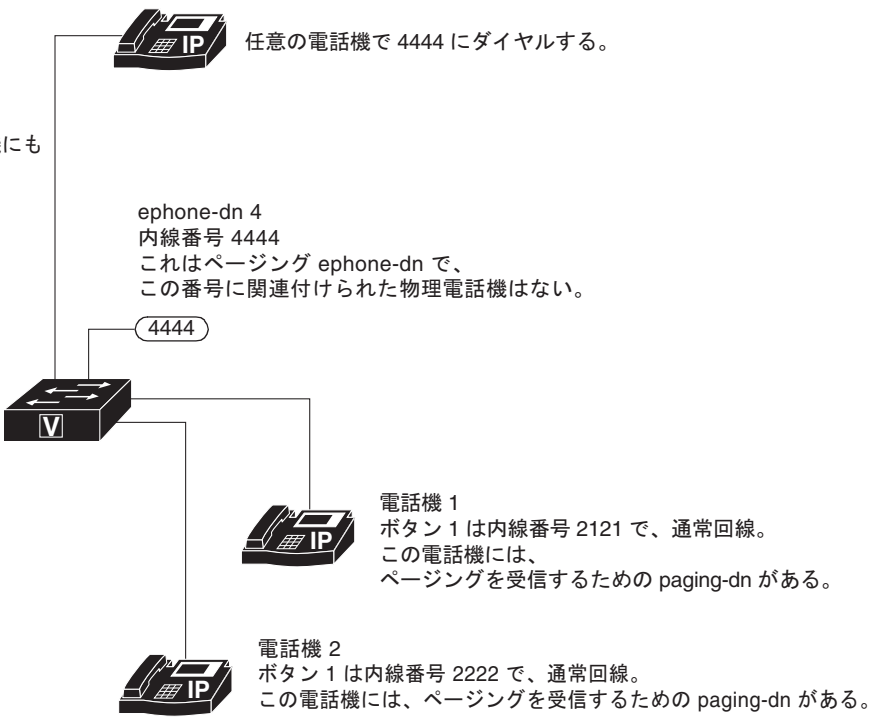 IP
任意の電話機で 4444 にダイヤルする。
にも
ephone-dn 4
内線番号 4444
これはページング ephone-dn で、
この番号に関連付けられた物理電話機はない。
4444
V
電話機 1
ボタン 1 は内線番号 2121 で、通常回線。
IP
この電話機には、
ページングを受信するための paging-dn がある。
電話機 2
ボタン 1 は内線番号 2222 で、通常回線。
IP
この電話機には、ページングを受信するための paging-dn がある。